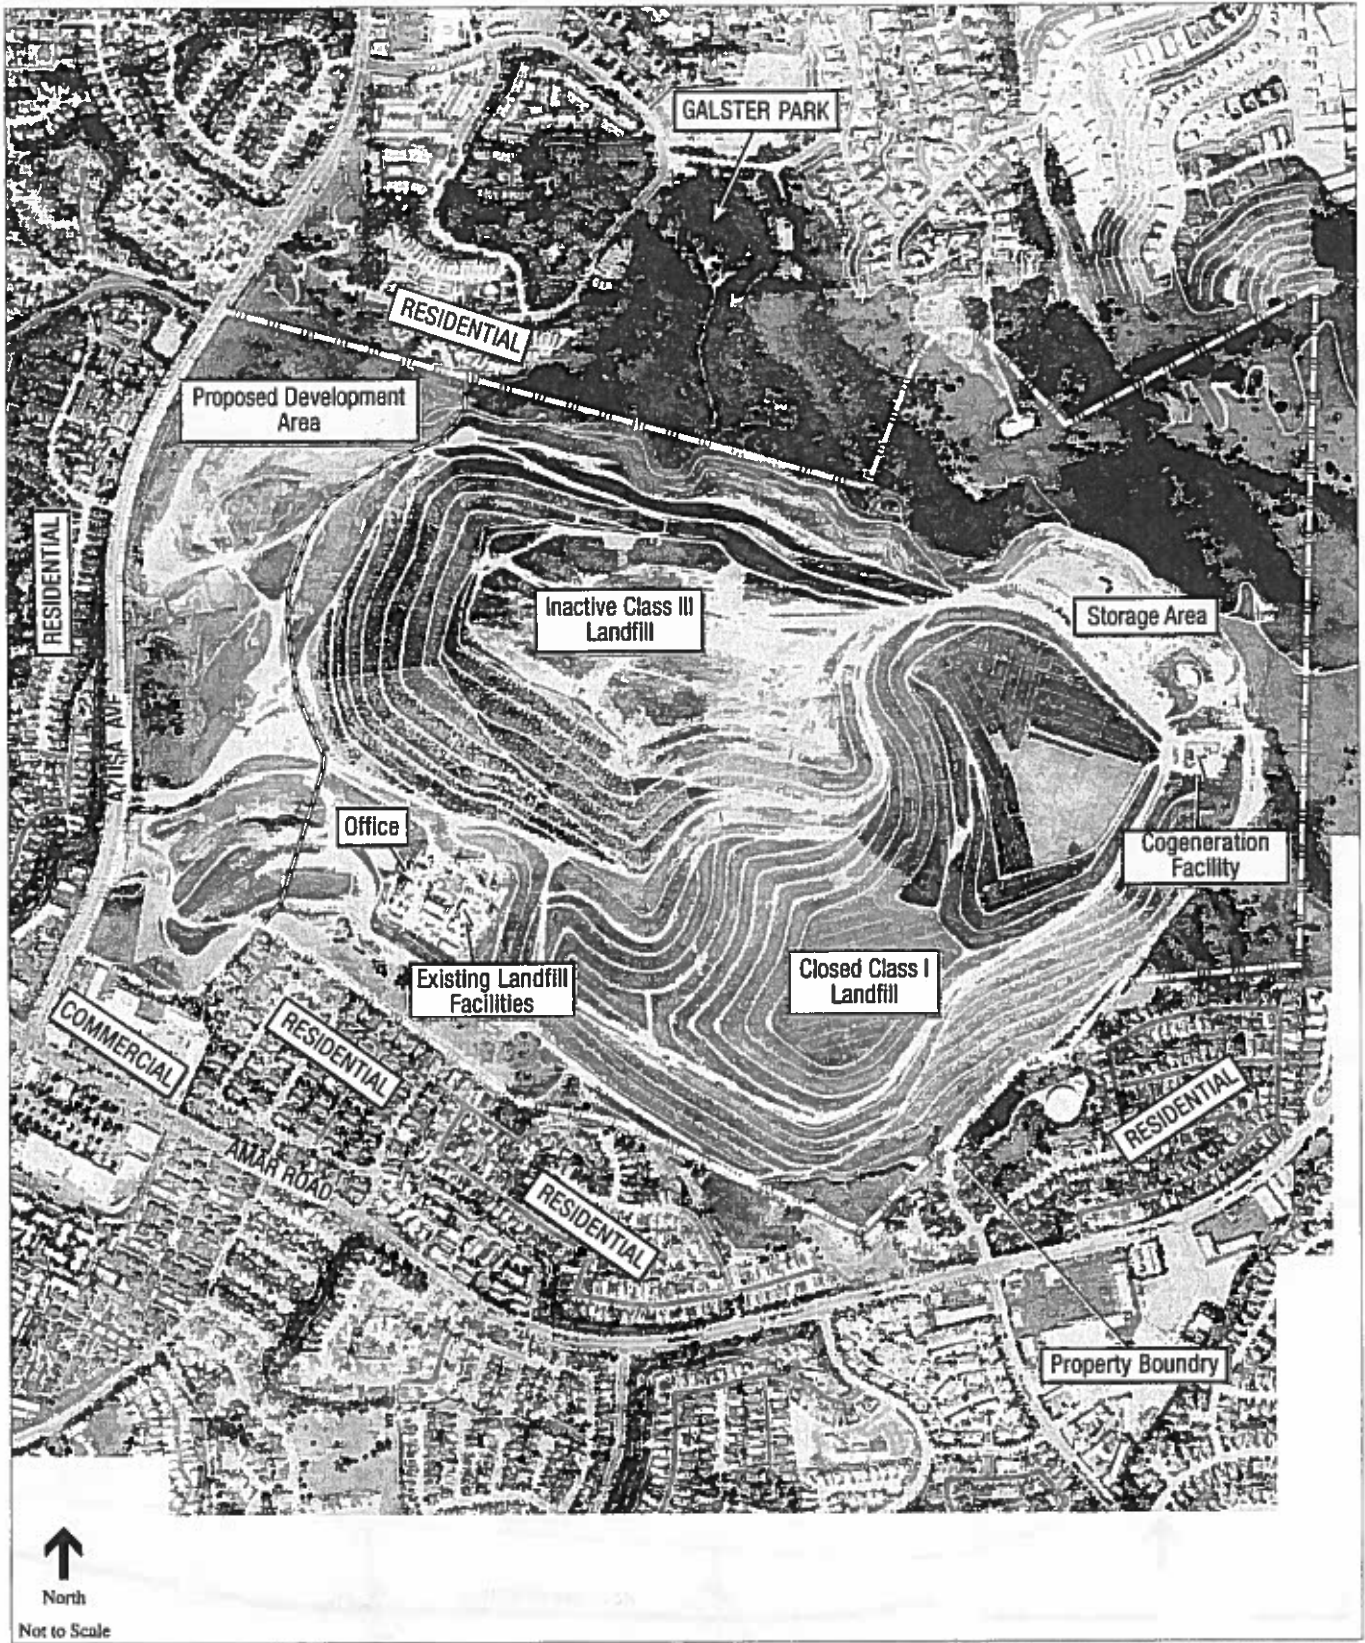 GALSTER PARK
RESIDENTIAL
Proposed Development
Area
RESIDENTIAL
Inactive Class III
Landfill
Storage Area
AZUSA AVE
Office
Cogeneration
Facility
Existing Landfill
Facilities
Closed Class I
Landfill
COMMERCIAL
RESIDENTIAL
RESIDENTIAL
AMAR ROAD
RESIDENTIAL
Property Boundry
North
Not to Scale